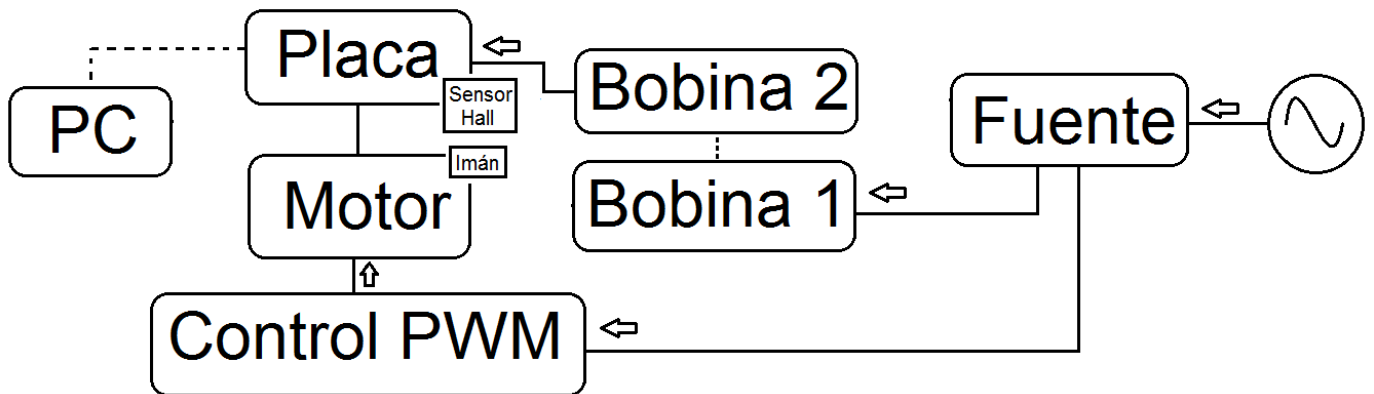 Placa
Sensor
Hall
Bobina 2
Fuente
PC
Imán
Motor
Bobina 1
Control PWM